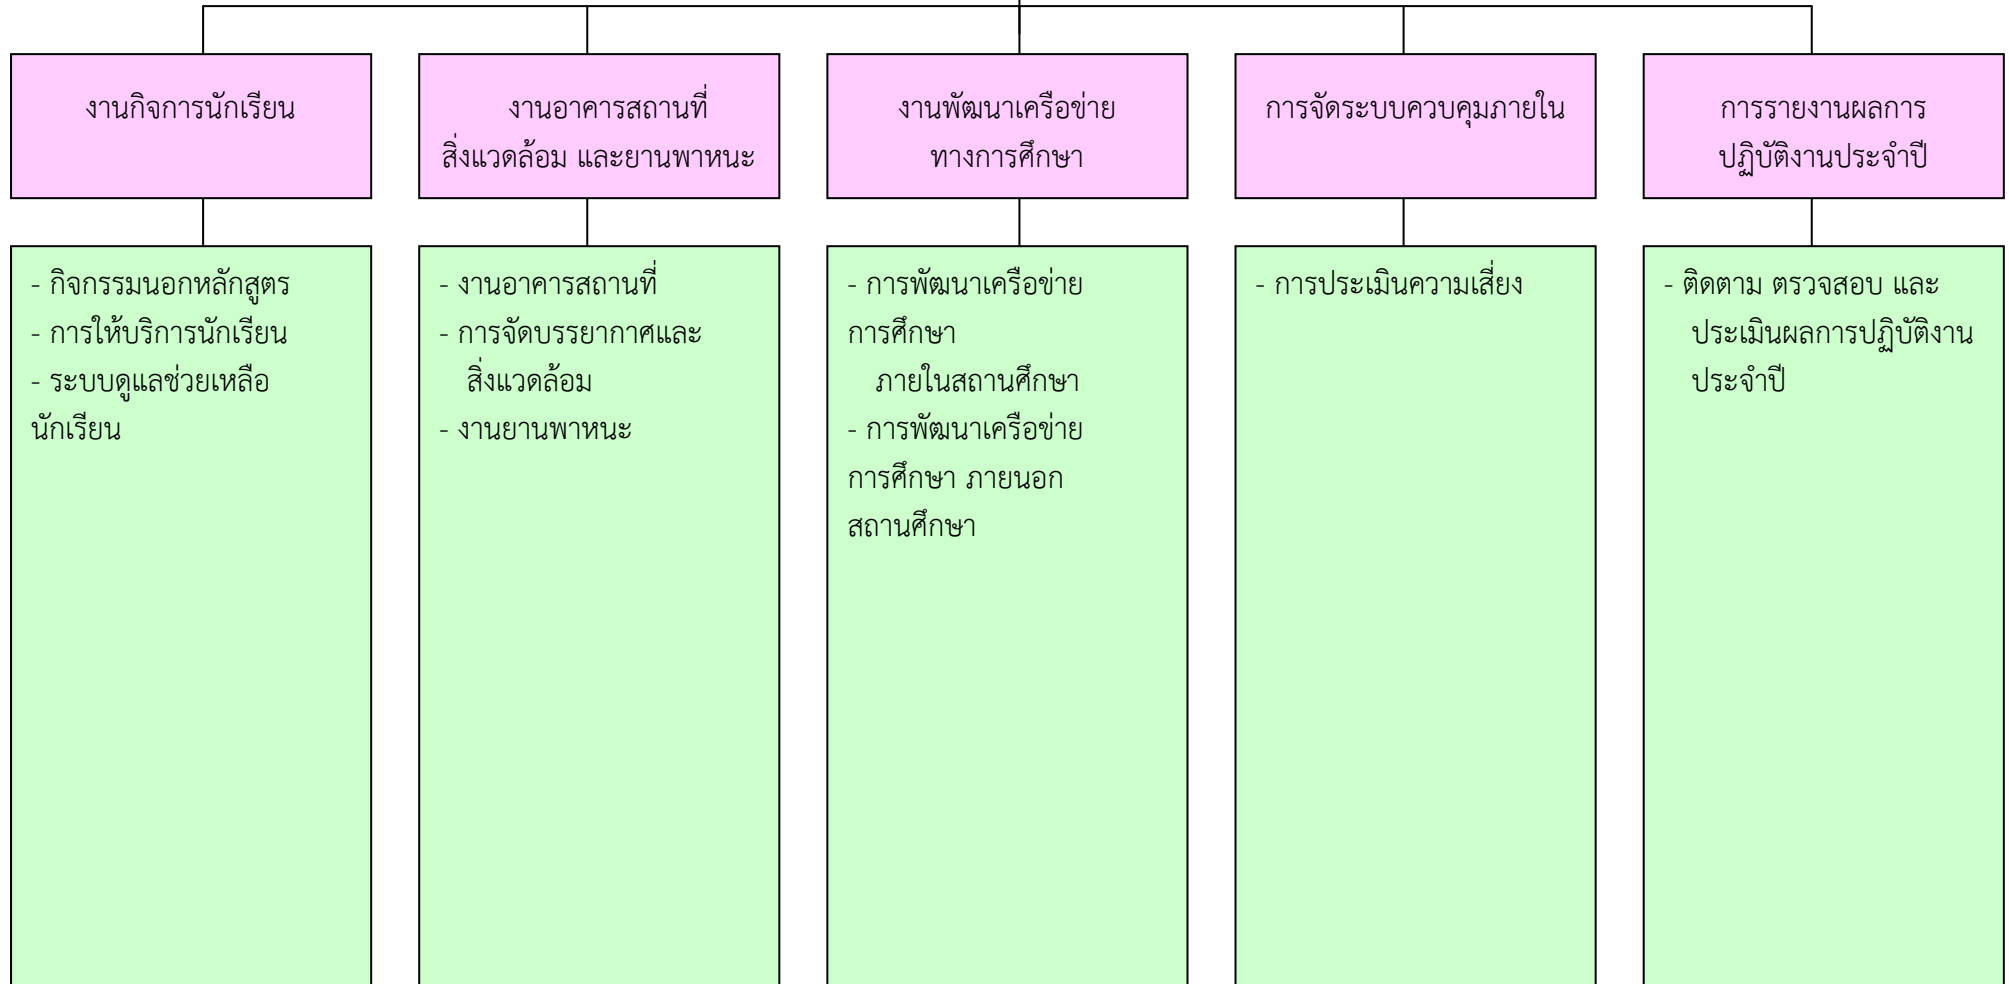 งานกิจการนักเรียน
งานอาคารสถานที่
สิ่งแวดล้อม และยานพาหนะ
งานพัฒนาเครือข่าย
ทางการศึกษา
การจัดระบบควบคุมภายใน
การรายงานผลการ
ปฏิบัติงานประจำปี
- กิจกรรมนอกหลักสูตร
- การให้บริการนักเรียน
- ระบบดูแลช่วยเหลือ
นักเรียน
- งานอาคารสถานที่
- การจัดบรรยากาศและ
สิ่งแวดล้อม
- งานยานพาหนะ
- การพัฒนาเครือข่าย
การศึกษา
ภายในสถานศึกษา
- การพัฒนาเครือข่าย
การศึกษา ภายนอก
สถานศึกษา
- การประเมินความเสี่ยง
- ติดตาม ตรวจสอบ และ
ประเมินผลการปฏิบัติงาน
ประจำปี